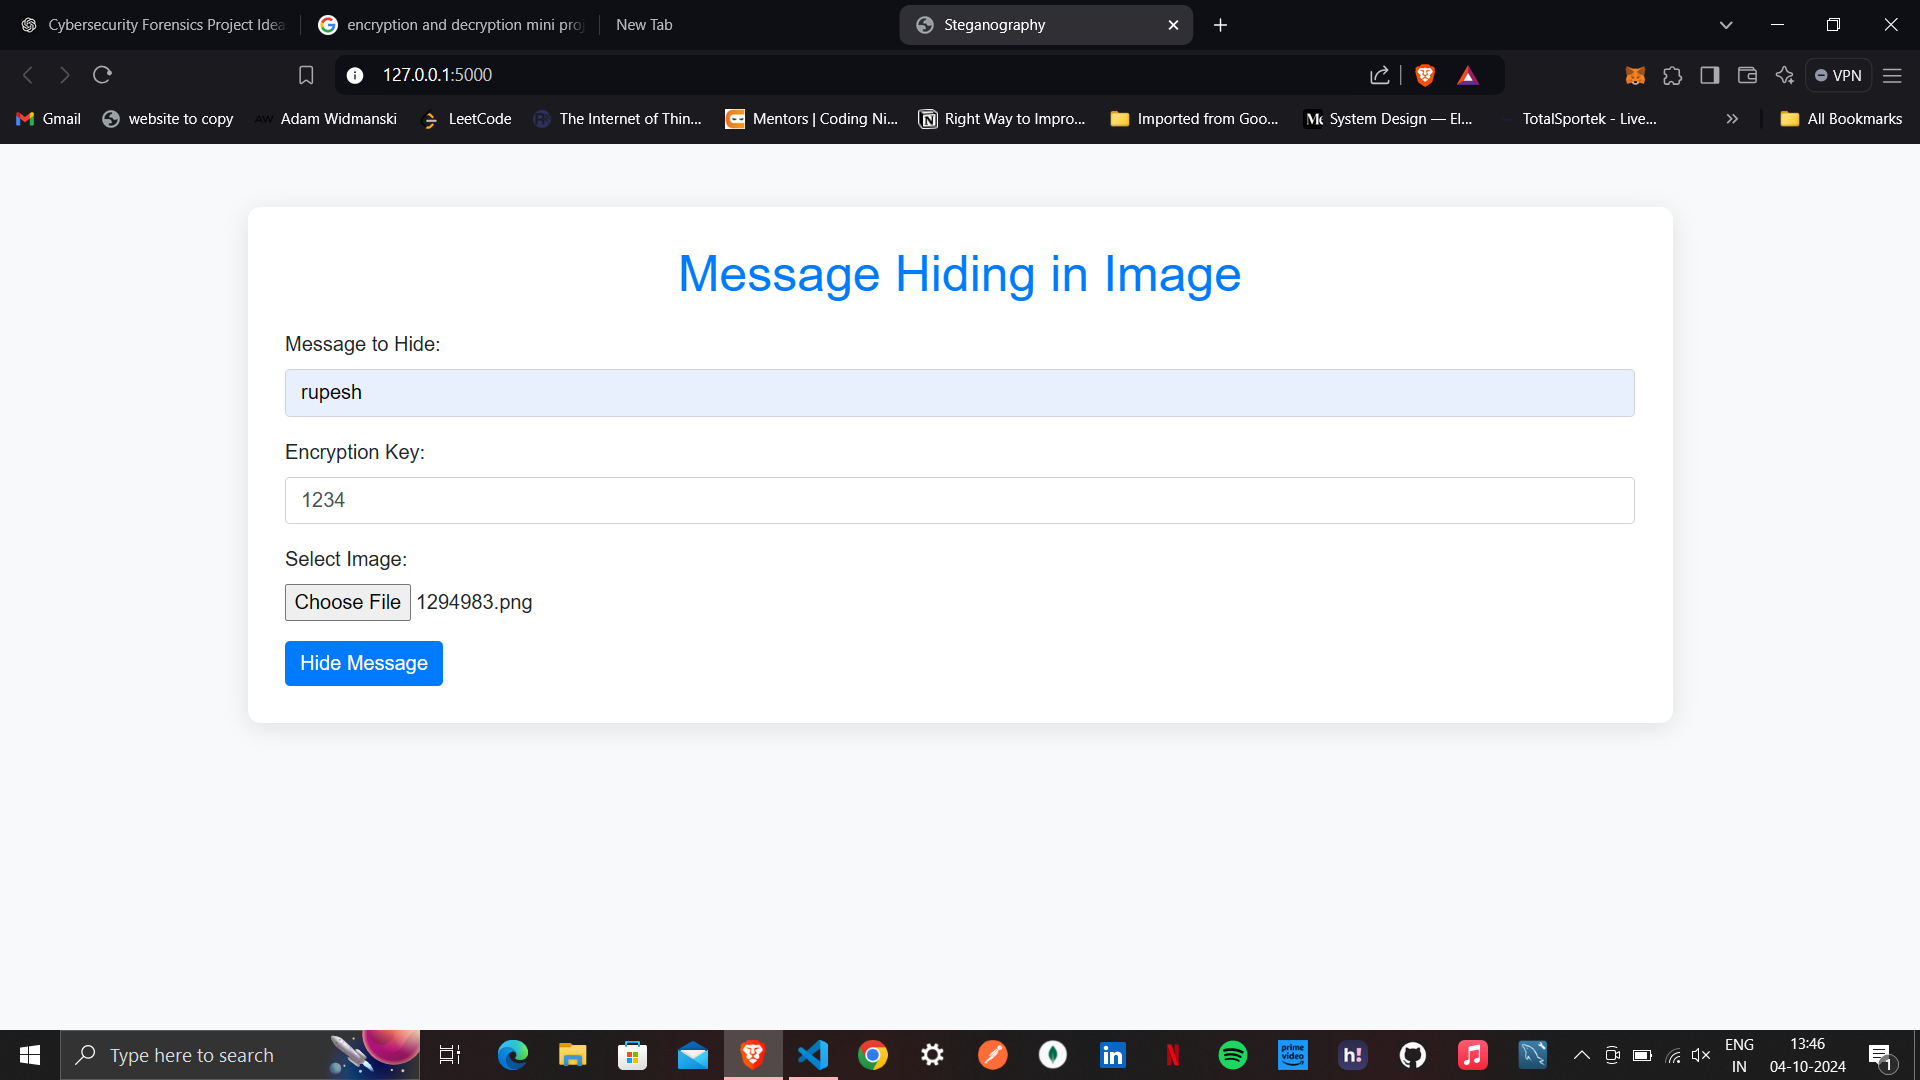 Cybersecurity Forensics Project Idea
encryption and decryption mini proj
New Tab
Steganography
127.0.0.1:5000
VPN
Gmail
website to copy
AW Adam Widmanski
LeetCode
The Internet of Thin...
Mentors | Coding Ni...
Right Way to Impro...
Imported from Goo...
System Design — El...
TotalSportek - Live...
All Bookmarks
Message Hiding in Image
Message to Hide:
rupesh
Encryption Key:
1234
Select Image:
Choose File 1294983.png
Hide Message
Type here to search
prime
video
h!
ENG
IN
13:46
04-10-2024
1